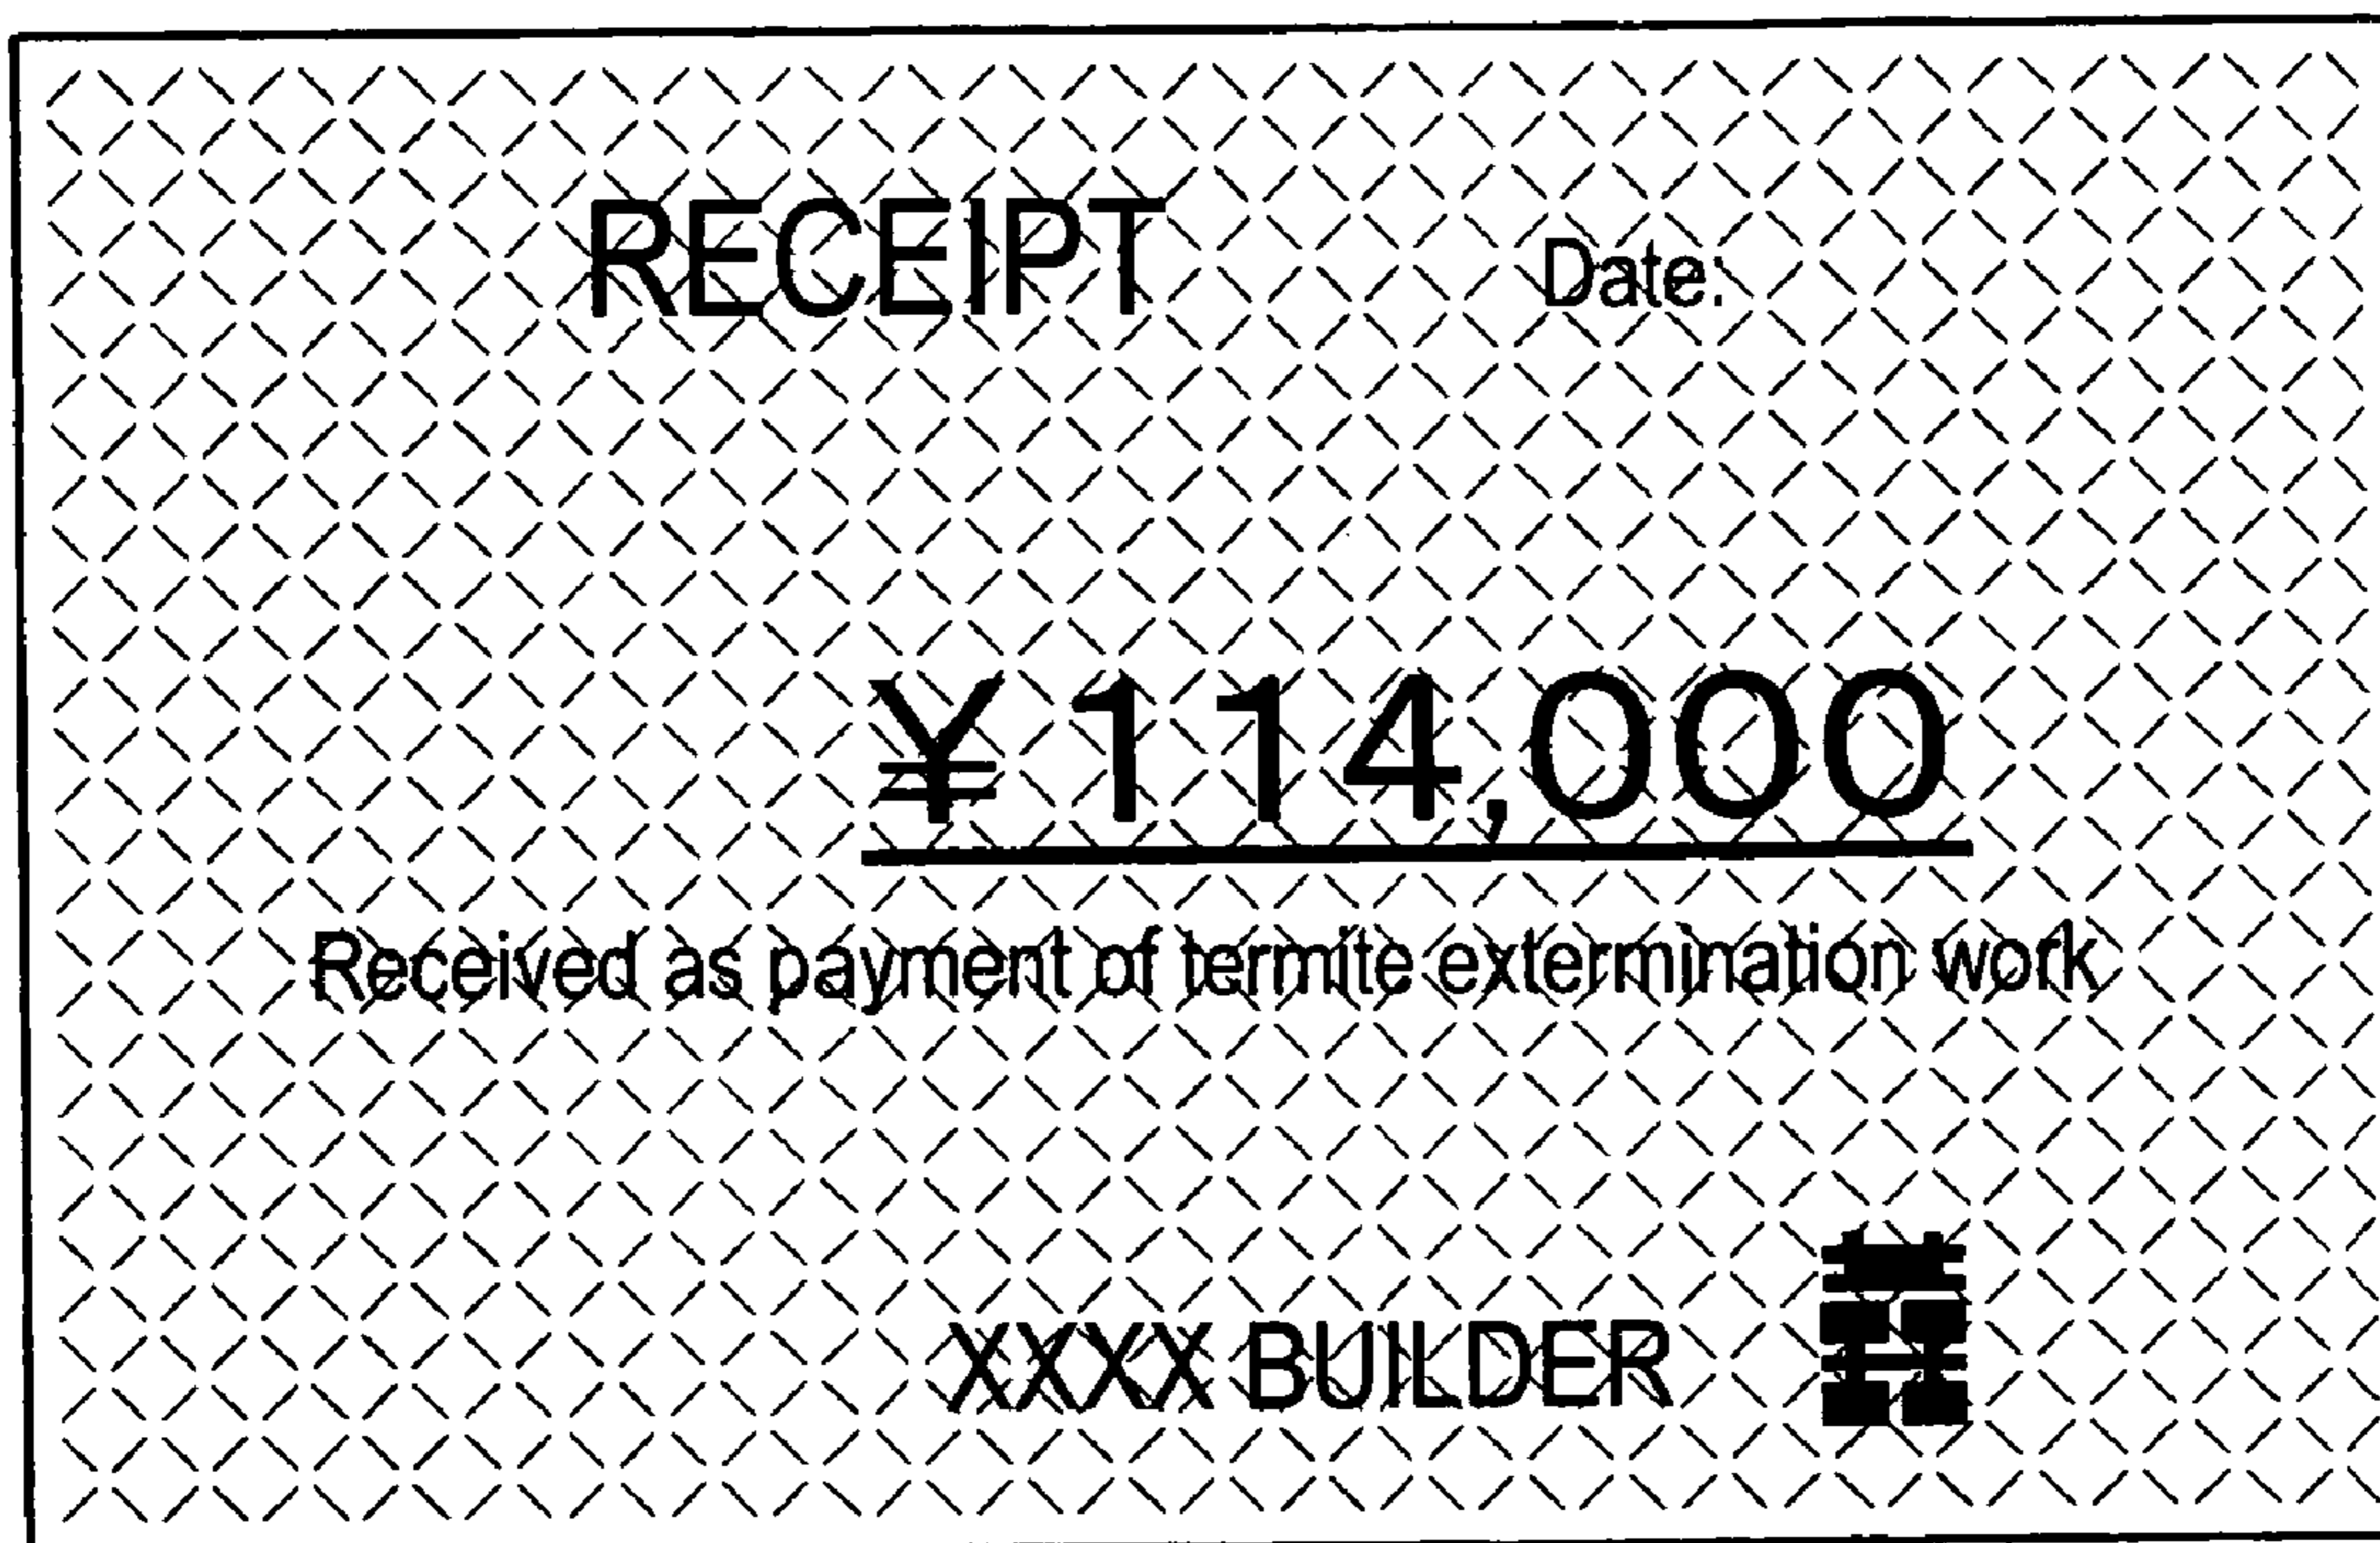 RECEIPT Date:
¥114,000
Received as payment of termite extermination work
XXXX BUILDER